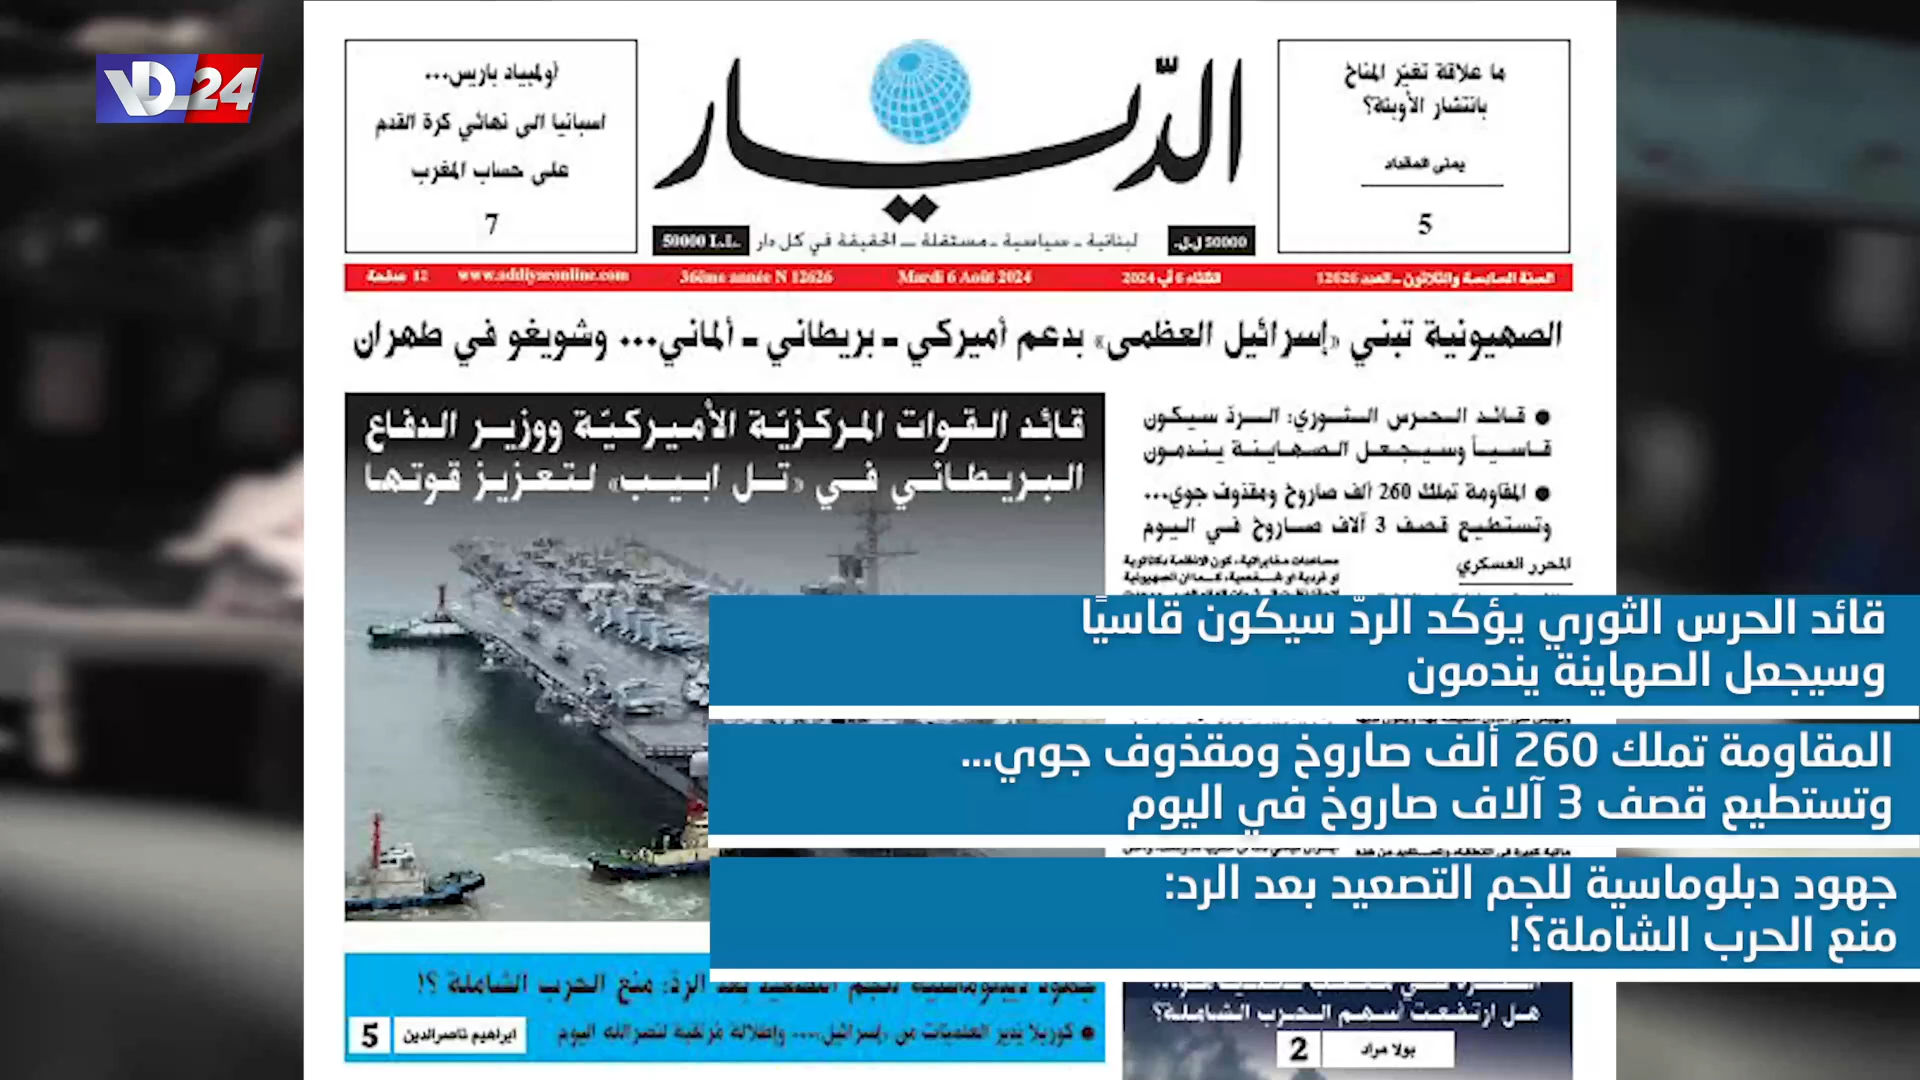 VD_24
أولمبياد باريس...
اسبانيا الى نهائي كرة القدم
على حساب المغرب
7
الديار
ما علاقة تغيّر المناخ
بانتشار الأوبئة؟
يمنى المقداد
5
50000 L.L.
لبنانية - سياسية - مستقلة - الحقيقة في كل دار
50000 ل.ل.
12 صفحة
www.addiyaronline.com
36ème année N 12626
Mardi 6 Août 2024
الثلاثاء 6 آب 2024
السنة السادسة والثلاثون - العدد 12626
الصهيونية تبني «إسرائيل العظمى» بدعم أميركي - بريطاني - ألماني... وشويغو في طهران
قائد القوات المركزيّة الأميركيّة ووزير الدفاع
البريطاني في «تل ابيب» لتعزيز قوتها
● قائد الحرس الثوري: الردّ سيكون
قاسياً وسيجعل الصهاينة يندمون
● المقاومة تملك 260 ألف صاروخ ومقذوف جوي...
وتستطيع قصف 3 آلاف صاروخ في اليوم
المحرر العسكري
قائد الحرس الثوري يؤكد الردّ سيكون قاسيًا
وسيجعل الصهاينة يندمون
المقاومة تملك 260 ألف صاروخ ومقذوف جوي...
وتستطيع قصف 3 آلاف صاروخ في اليوم
جهود دبلوماسية للجم التصعيد بعد الرد:
منع الحرب الشاملة؟!
جهود ديبلوماسية للجم التصعيد بعد الردّ: منع الحرب الشاملة ؟!
● كوريلا يدير العمليات من «إسرائيل»... وإطلالة مُرتقبة لنصرالله اليوم
ابراهيم ناصرالدين
5
هل ارتفعت أسهم الحرب الشاملة؟
بولا مراد
2